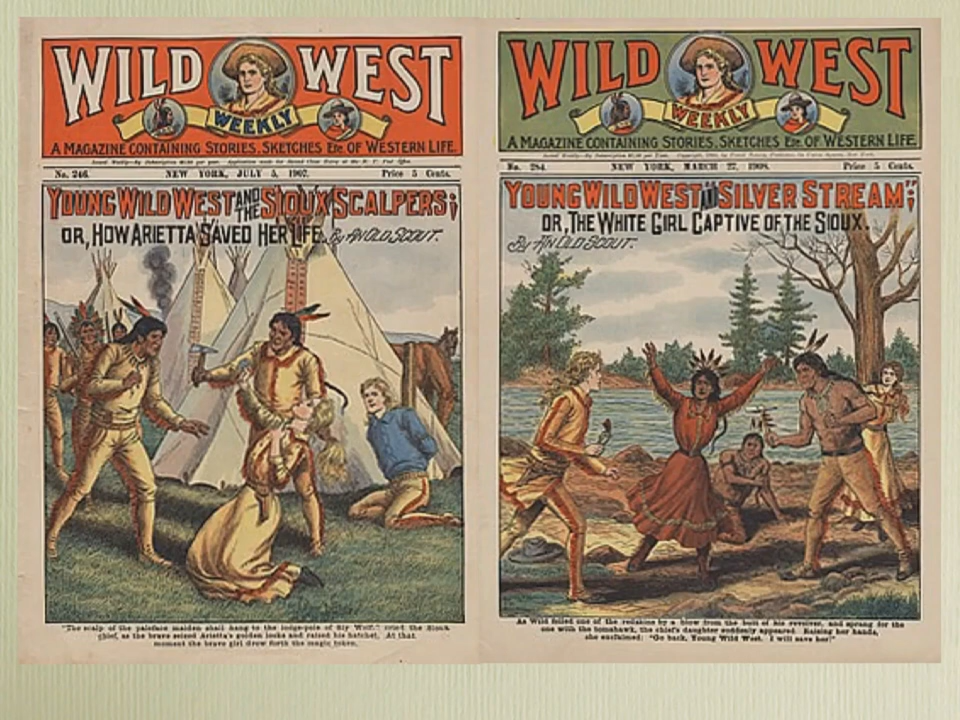 WILD WEST
WEEKLY
A MAGAZINE CONTAINING STORIES, SKETCHES Etc. OF WESTERN LIFE.
No. 246. NEW YORK, JULY 5, 1907. Price 5 Cents.
YOUNG WILD WEST AND THE SIOUX SCALPERS;
OR, HOW ARIETTA SAVED HER LIFE. By AN OLD SCOUT.
"The scalp of the paleface maiden shall hang to the lodge-pole of Sly Wolf!" cried the Sioux
chief, as the brave seized Arietta's golden locks and raised his hatchet. At that
moment the brave girl drew forth the magic token.
WILD WEST
WEEKLY
A MAGAZINE CONTAINING STORIES, SKETCHES Etc. OF WESTERN LIFE.
No. 284. NEW YORK, MARCH 27, 1908. Price 5 Cents.
YOUNG WILD WEST AND "SILVER STREAM";
OR, THE WHITE GIRL CAPTIVE OF THE SIOUX.
By AN OLD SCOUT.
As Wild felled one of the redskins by a blow from the butt of his revolver, and sprang for the
one with the tomahawk, the chief's daughter suddenly appeared. Raising her hands,
she exclaimed: "Go back, Young Wild West. I will save her!"